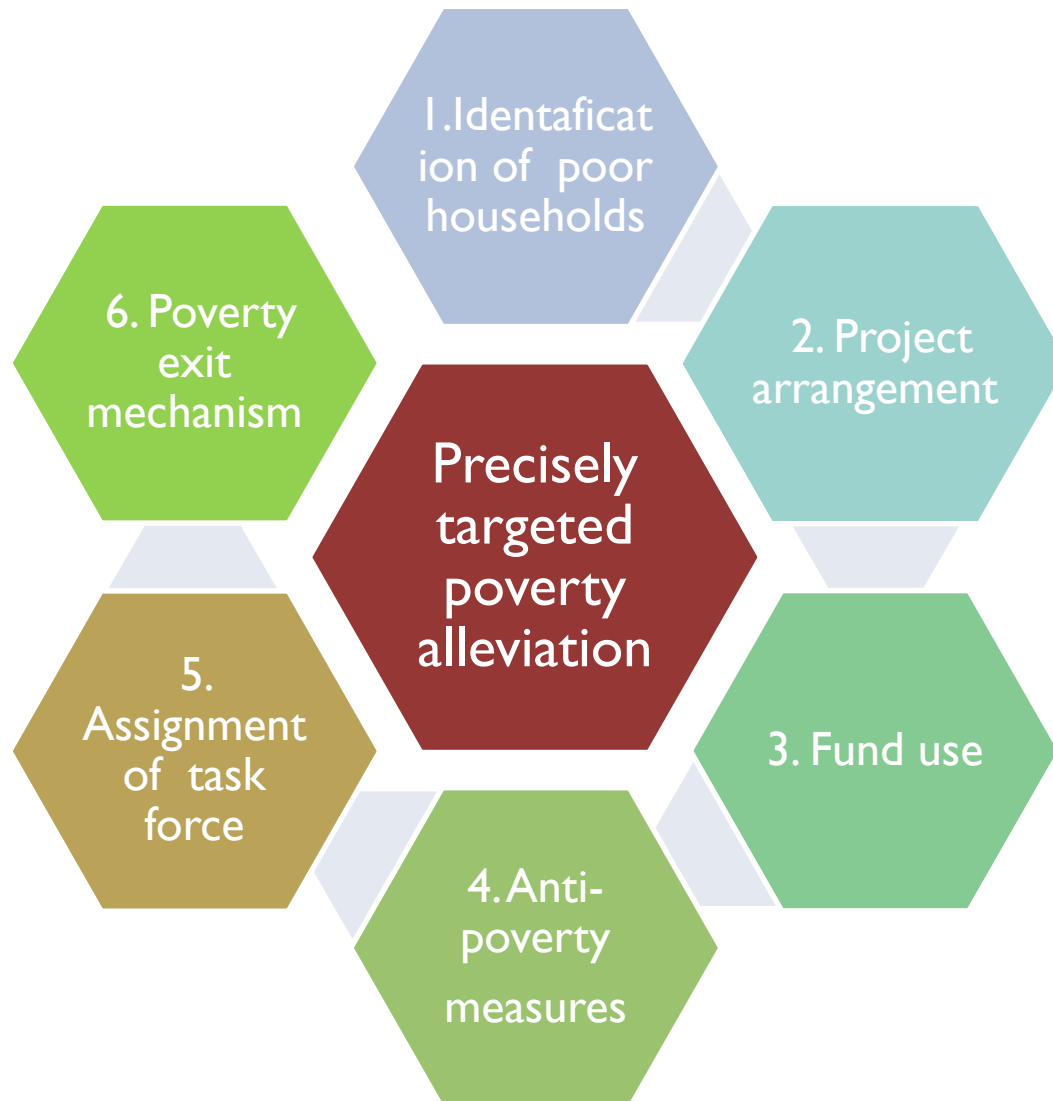 1.Identaficat
ion of poor
households
2. Project
arrangement
3. Fund use
4. Anti-
poverty
measures
5.
Assignment
of task
force
6. Poverty
exit
mechanism
Precisely
targeted
poverty
alleviation